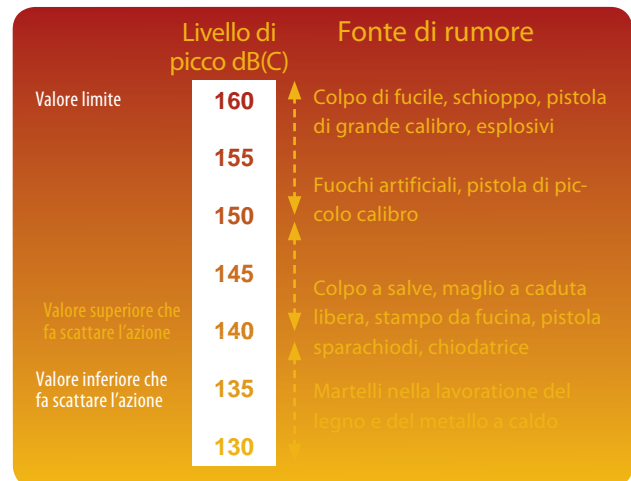 Livello di
picco dB(C)
Fonte di rumore
Valore limite
160
Colpo di fucile, schioppo, pistola
di grande calibro, esplosivi
155
Fuochi artificiali, pistola di pic-
colo calibro
150
145
Colpo a salve, maglio a caduta
libera, stampo da fucina, pistola
sparachiodi, chiodatrice
Valore superiore che
fa scattare l'azione
140
Valore inferiore che
fa scattare l'azione
135
Martelli nella lavoratione del
legno e del metallo a caldo
130